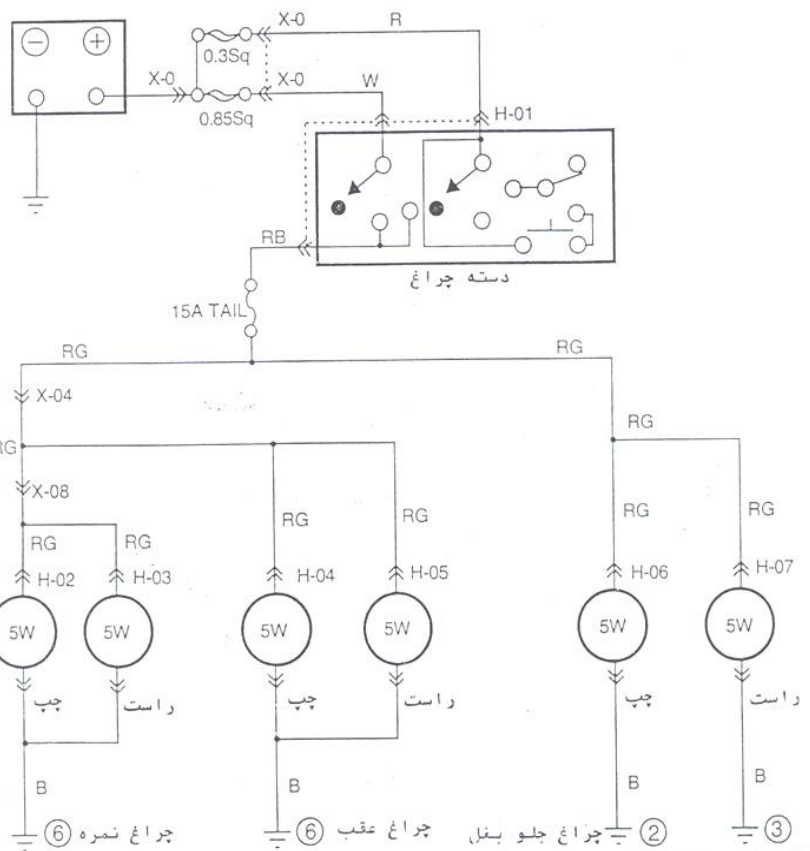 − +
X-0 R
0.3Sq
X-0 X-0 W
0.85Sq
H-01
RB
دسته چراغ
15A TAIL
RG RG
X-04
RG
RG
X-08
RG RG RG RG RG RG
H-02 H-03 H-04 H-05 H-06 H-07
5W 5W 5W 5W 5W 5W
چپ راست چپ راست چپ راست
B B B B
6 چراغ نمره 6 چراغ عقب چراغ جلو بغل 2 3